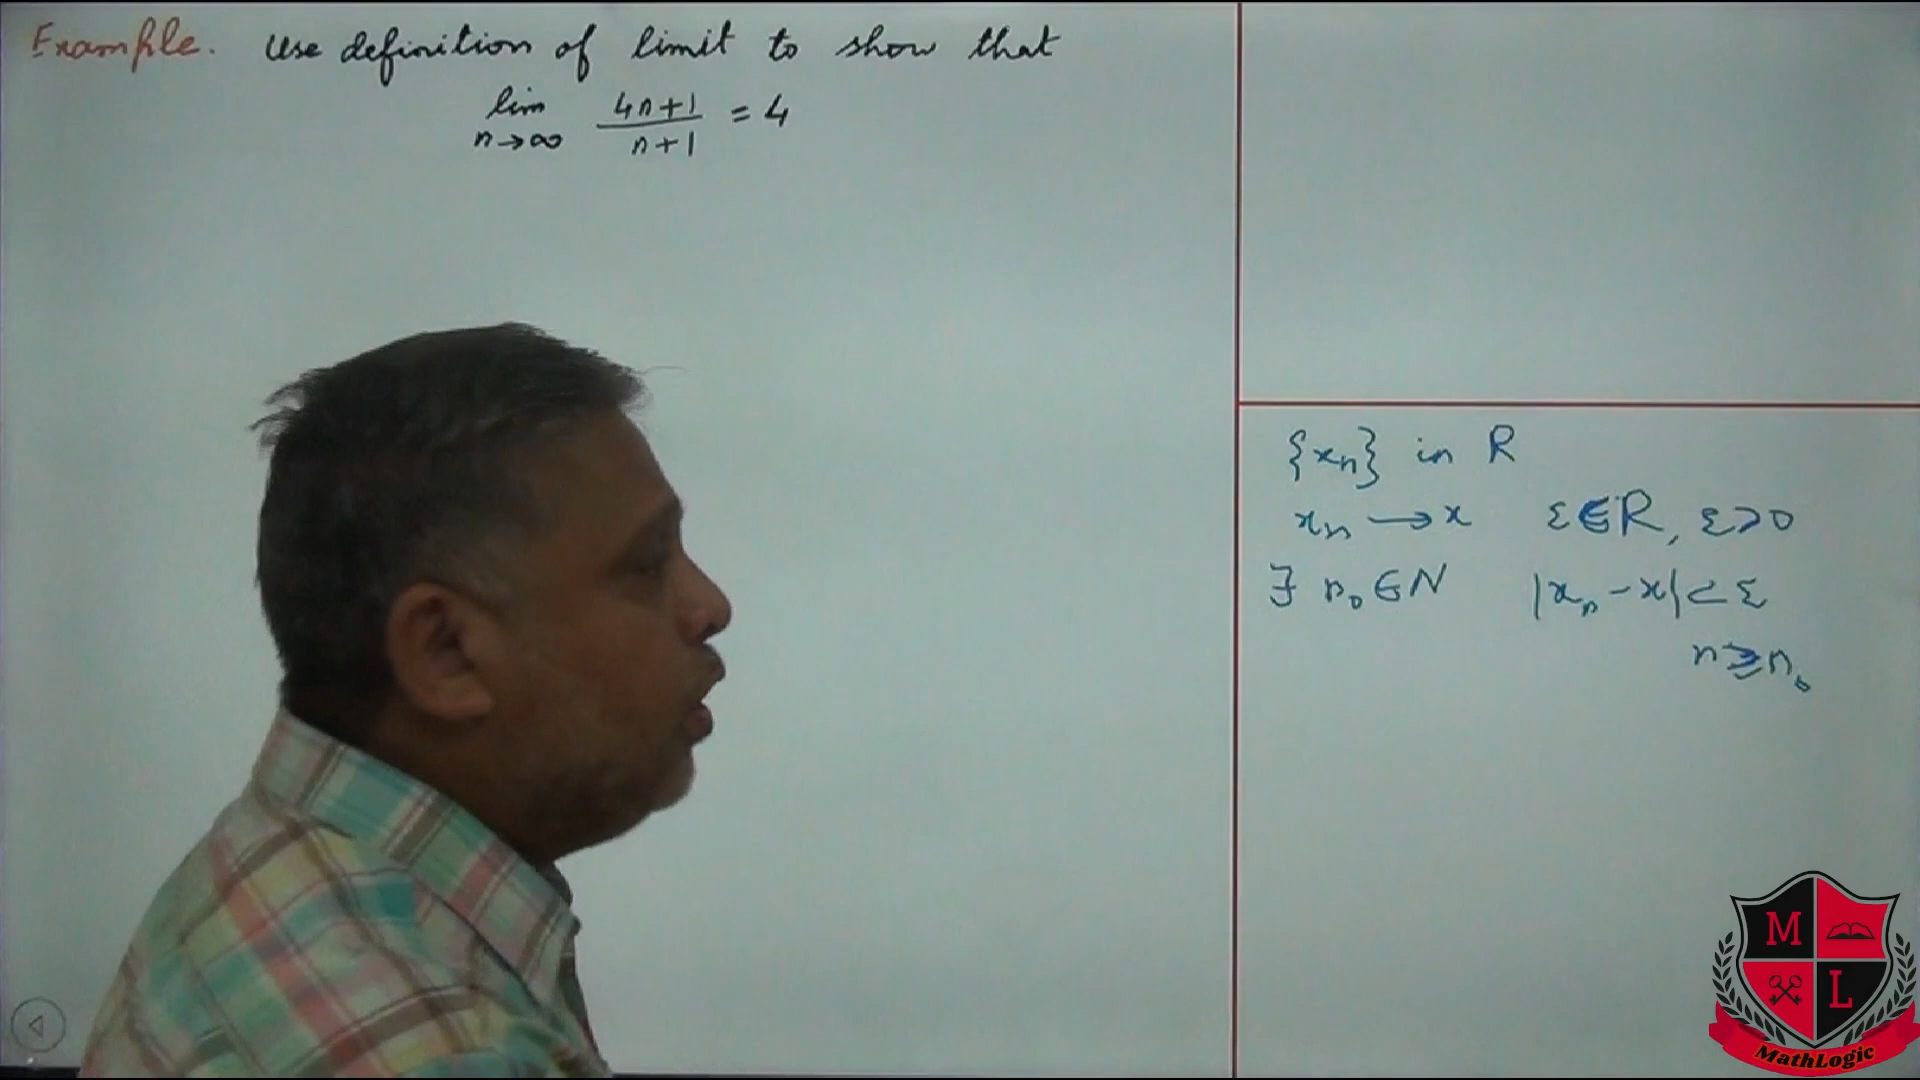 Example. Use definition of limit to show that
lim n→∞ (4n+1)/(n+1) = 4
{xn} in R
xn → x   ε ∈ R, ε > 0
∃ n₀ ∈ N   |xn - x| < ε
n ≥ n₀
M
L
MathLogic